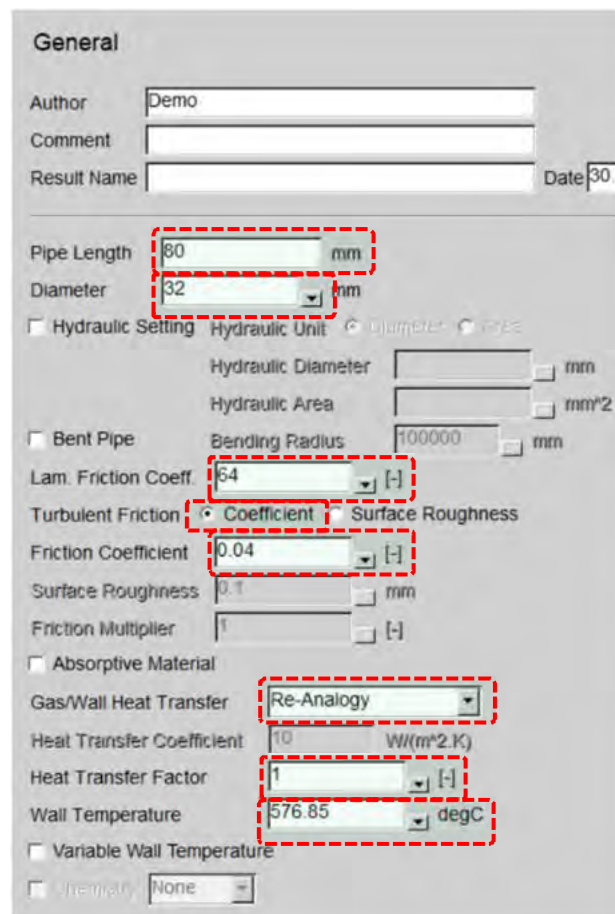 General
Author Demo
Comment
Result Name Date 30.
Pipe Length 80 mm
Diameter 32 mm
Hydraulic Setting Hydraulic Unit Diameter Area
Hydraulic Diameter mm
Hydraulic Area mm^2
Bent Pipe Bending Radius 100000 mm
Lam. Friction Coeff. 64 [-]
Turbulent Friction Coefficient Surface Roughness
Friction Coefficient 0.04 [-]
Surface Roughness 0.1 mm
Friction Multiplier 1 [-]
Absorptive Material
Gas/Wall Heat Transfer Re-Analogy
Heat Transfer Coefficient 10 W/(m^2.K)
Heat Transfer Factor 1 [-]
Wall Temperature 576.85 degC
Variable Wall Temperature
None